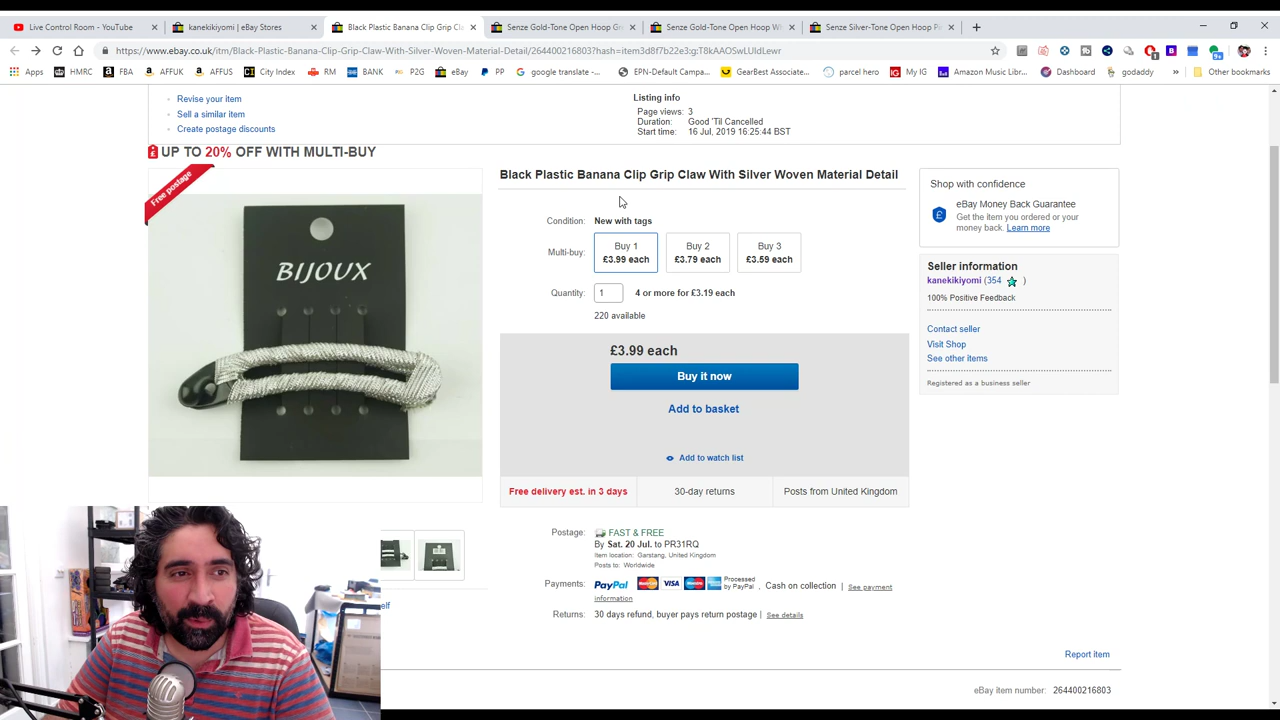 Live Control Room - YouTube
kanekikiyomi | eBay Stores
Black Plastic Banana Clip Grip Cla
Senze Gold-Tone Open Hoop Gr
Senze Gold-Tone Open Hoop W
Senze Silver-Tone Open Hoop Pi
https://www.ebay.co.uk/itm/Black-Plastic-Banana-Clip-Grip-Claw-With-Silver-Woven-Material-Detail/264400216803?hash=item3d8f7b2e3:g:T8kAAOSwLUldLewr
Apps HMRC FBA AFFUK AFFUS City Index RM BANK P2G eBay PP google translate -... EPN-Default Campa... GearBest Associate... parcel hero My IG Amazon Music Libr... Dashboard godaddy » Other bookmarks
Revise your item
Sell a similar item
Create postage discounts
Listing info
Page views: 3
Duration: Good 'Til Cancelled
Start time: 16 Jul, 2019 16:25:44 BST
UP TO 20% OFF WITH MULTI-BUY
Free postage
BIJOUX
Black Plastic Banana Clip Grip Claw With Silver Woven Material Detail
Condition: New with tags
Multi-buy: Buy 1 £3.99 each Buy 2 £3.79 each Buy 3 £3.59 each
Quantity: 1 4 or more for £3.19 each
220 available
£3.99 each
Buy it now
Add to basket
Add to watch list
Free delivery est. in 3 days 30-day returns Posts from United Kingdom
Postage: FAST & FREE
By Sat. 20 Jul. to PR31RQ
Item location: Garstang, United Kingdom
Posts to: Worldwide
Payments: PayPal VISA Processed by PayPal , Cash on collection | See payment information
Returns: 30 days refund, buyer pays return postage | See details
Shop with confidence
eBay Money Back Guarantee
Get the item you ordered or your
money back. Learn more
Seller information
kanekikiyomi (354 )
100% Positive Feedback
Contact seller
Visit Shop
See other items
Registered as a business seller
elf
Report item
eBay item number: 264400216803